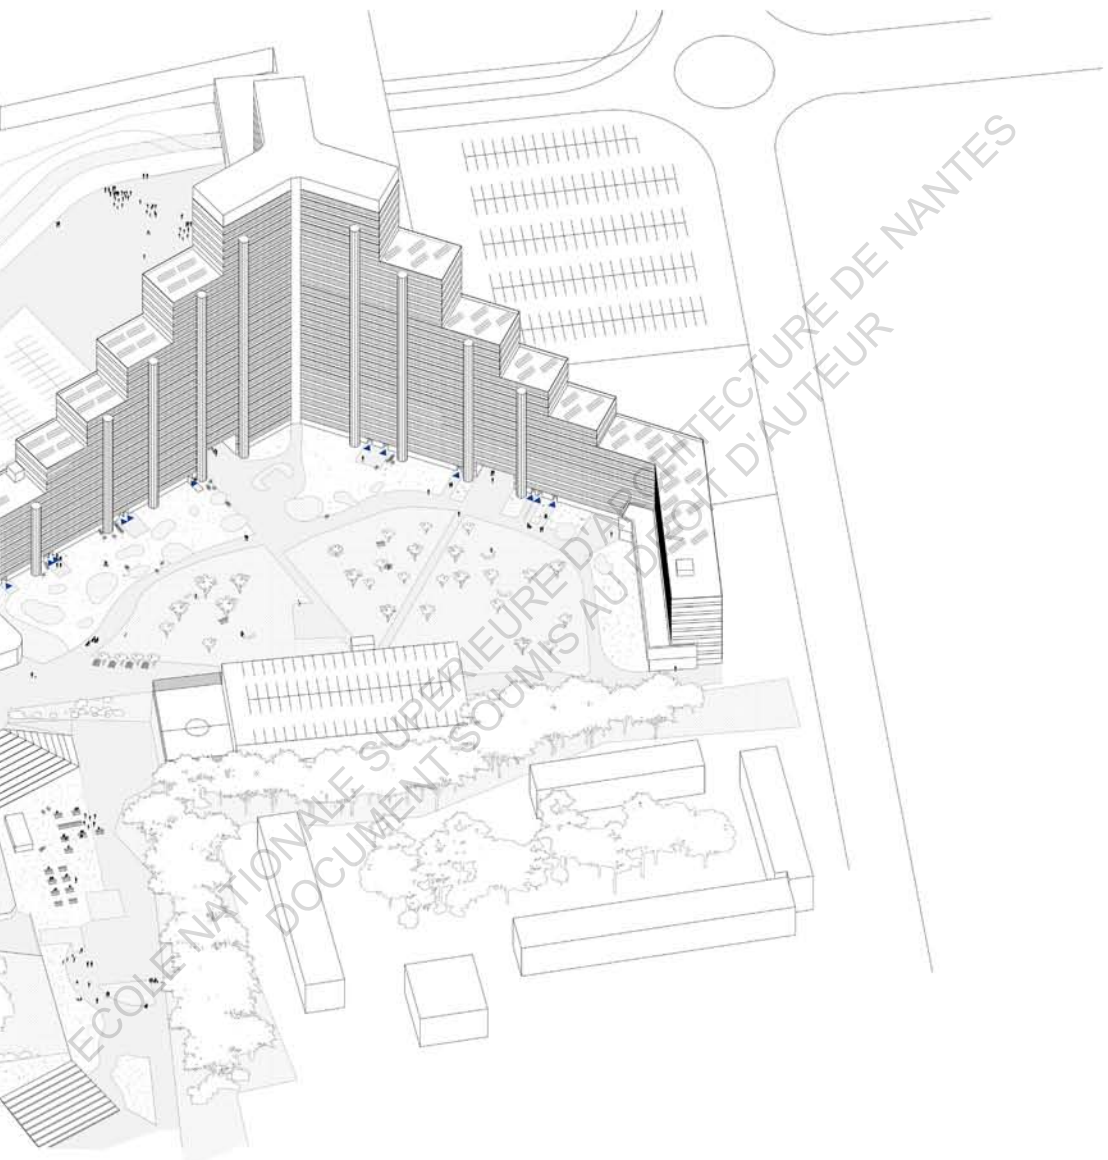 ECOLE NATIONALE SUPERIEURE D'ARCHITECTURE DE NANTES
DOCUMENT SOUMIS AU DROIT D'AUTEUR